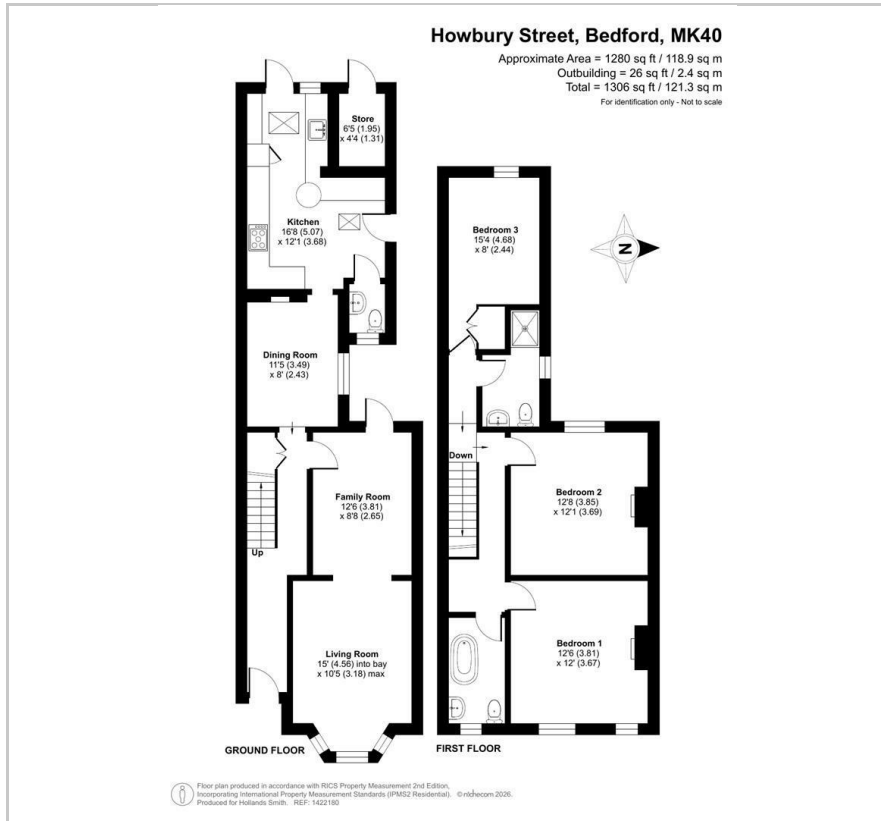 Howbury Street, Bedford, MK40
Approximate Area = 1280 sq ft / 118.9 sq m
Outbuilding = 26 sq ft / 2.4 sq m
Total = 1306 sq ft / 121.3 sq m
For identification only - Not to scale
Store
6'5 (1.95)
x 4'4 (1.31)
Kitchen
16'8 (5.07)
x 12'1 (3.68)
Bedroom 3
15'4 (4.68)
x 8' (2.44)
N
Dining Room
11'5 (3.49)
x 8' (2.43)
Down
Bedroom 2
12'8 (3.85)
x 12'1 (3.69)
Family Room
12'6 (3.81)
x 8'8 (2.65)
Up
Living Room
15' (4.56) into bay
x 10'5 (3.18) max
Bedroom 1
12'6 (3.81)
x 12' (3.67)
GROUND FLOOR
FIRST FLOOR
Floor plan produced in accordance with RICS Property Measurement 2nd Edition,
Incorporating International Property Measurement Standards (IPMS2 Residential). © nichecom 2026.
Produced for Hollands Smith. REF: 1422180